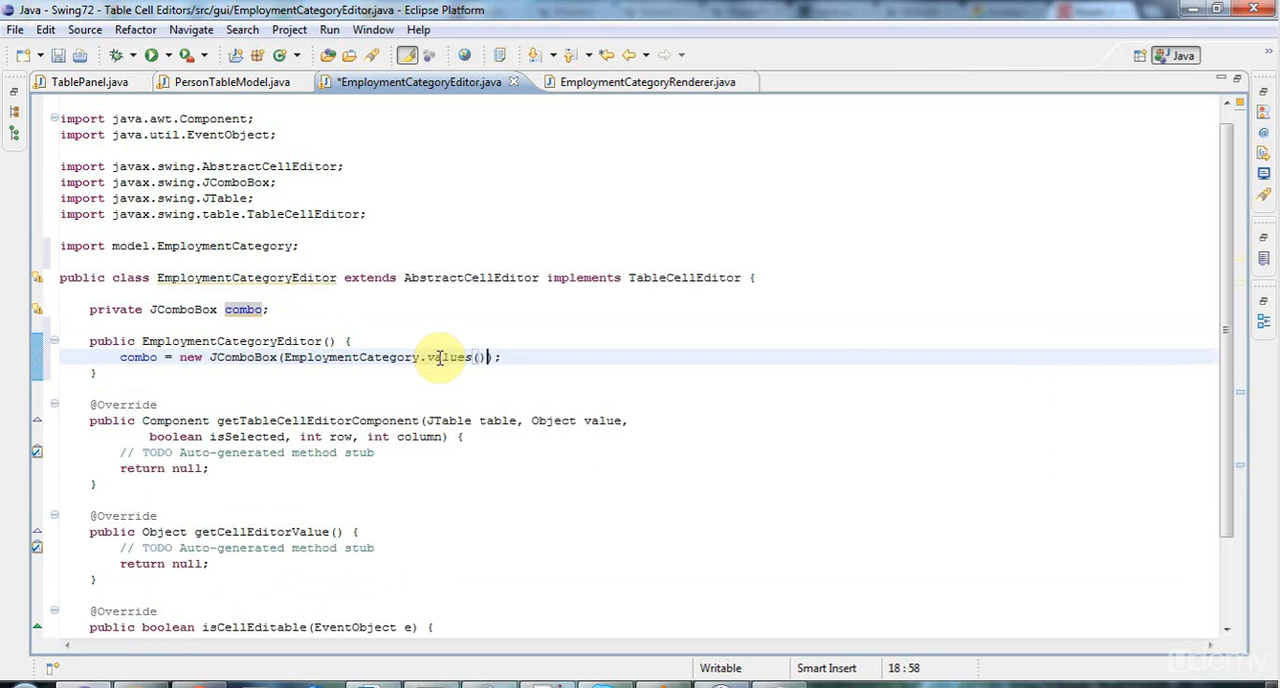 Java - Swing72 - Table Cell Editors/src/gui/EmploymentCategoryEditor.java - Eclipse Platform
File Edit Source Refactor Navigate Search Project Run Window Help
Java
TablePanel.java PersonTableModel.java *EmploymentCategoryEditor.java EmploymentCategoryRenderer.java
import java.awt.Component;
import java.util.EventObject;
import javax.swing.AbstractCellEditor;
import javax.swing.JComboBox;
import javax.swing.JTable;
import javax.swing.table.TableCellEditor;
import model.EmploymentCategory;
public class EmploymentCategoryEditor extends AbstractCellEditor implements TableCellEditor {
private JComboBox combo;
public EmploymentCategoryEditor() {
combo = new JComboBox(EmploymentCategory.values());
}
@Override
public Component getTableCellEditorComponent(JTable table, Object value,
boolean isSelected, int row, int column) {
// TODO Auto-generated method stub
return null;
}
@Override
public Object getCellEditorValue() {
// TODO Auto-generated method stub
return null;
}
@Override
public boolean isCellEditable(EventObject e) {
Writable Smart Insert 18 : 58
udemy